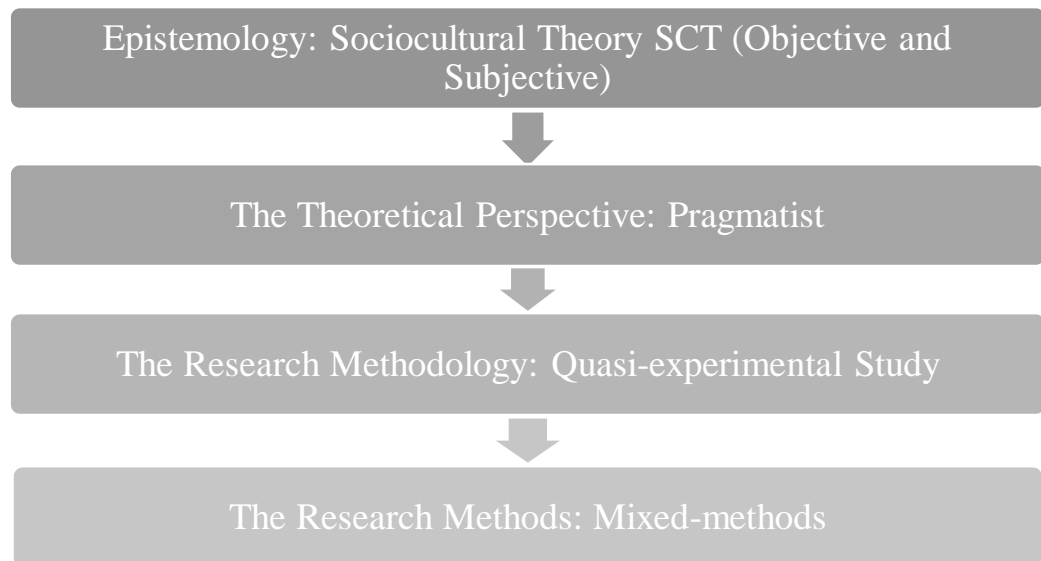 Epistemology: Sociocultural Theory SCT (Objective and
Subjective)
The Theoretical Perspective: Pragmatist
The Research Methodology: Quasi-experimental Study
The Research Methods: Mixed-methods